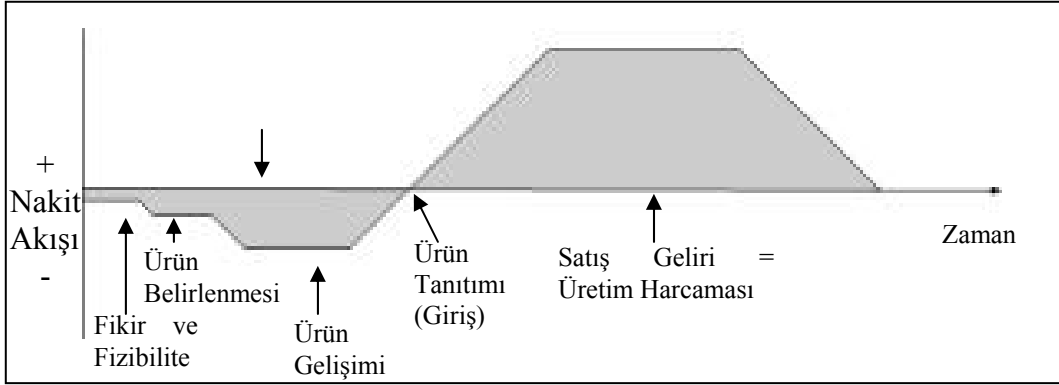 +
Nakit
Akışı
-
Fikir ve
Fizibilite
Ürün
Belirlenmesi
Ürün
Gelişimi
Ürün
Tanıtımı
(Giriş)
Satış Geliri =
Üretim Harcaması
Zaman